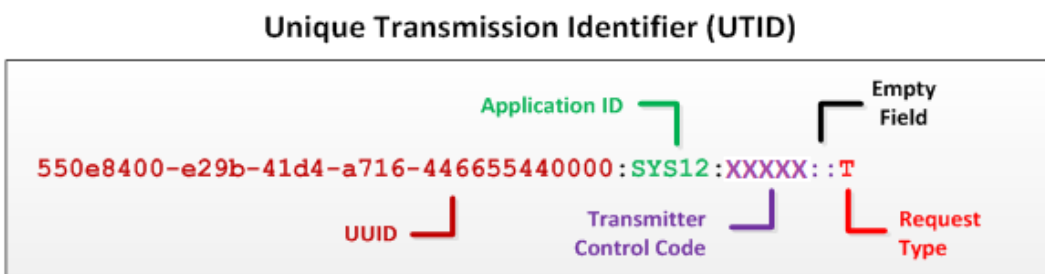 Unique Transmission Identifier (UTID)
Application ID
Empty
Field
550e8400-e29b-41d4-a716-446655440000:SYS12:XXXXX::T
UUID
Transmitter
Control Code
Request
Type